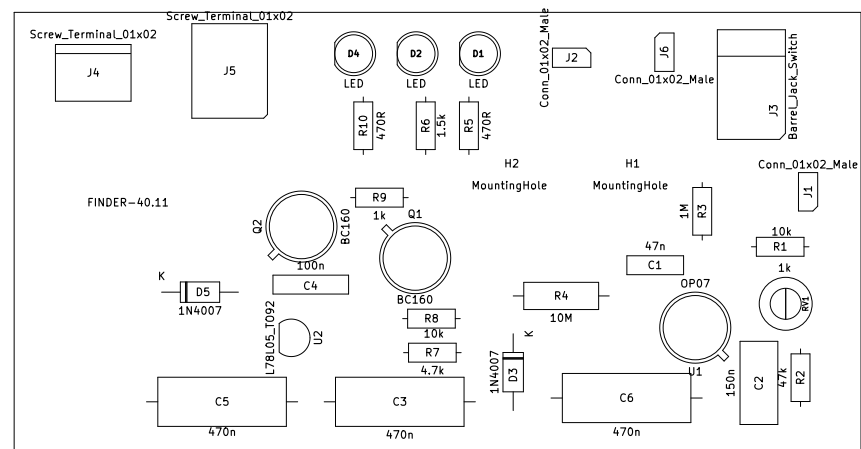 Screw_Terminal_01x02
Screw_Terminal_01x02
J4
J5
D4
D2
D1
LED
LED
LED
Conn_01x02_Male
J2
J6
Conn_01x02_Male
J3
Barrel_Jack_Switch
R10
470R
R6
1.5k
R5
470R
H2
MountingHole
H1
MountingHole
Conn_01x02_Male
J1
FINDER-40.11
Q2
BC160
R9
1k
Q1
1M
R3
10k
R1
47n
C1
1k
100n
C4
K
D5
1N4007
BC160
R4
10M
OP07
RV1
L78L05_TO92
U2
R8
10k
R7
4.7k
K
1N4007
D3
U1
150n
C2
47k
R2
C5
470n
C3
470n
C6
470n